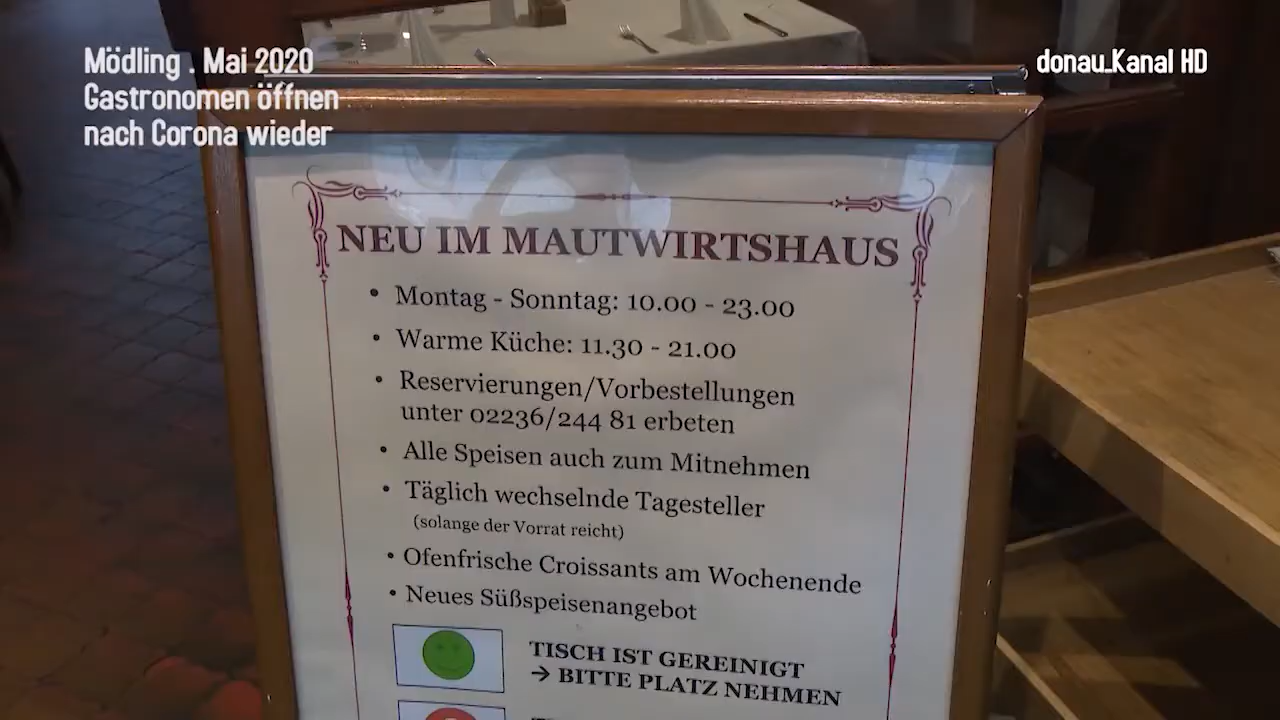 Mödling . Mai 2020
Gastronomen öffnen
nach Corona wieder
donau_Kanal HD
NEU IM MAUTWIRTSHAUS
• Montag - Sonntag: 10.00 - 23.00
• Warme Küche: 11.30 - 21.00
• Reservierungen/Vorbestellungen
unter 02236/244 81 erbeten
• Alle Speisen auch zum Mitnehmen
• Täglich wechselnde Tagesteller
(solange der Vorrat reicht)
• Ofenfrische Croissants am Wochenende
• Neues Süßspeisenangebot
TISCH IST GEREINIGT
→ BITTE PLATZ NEHMEN